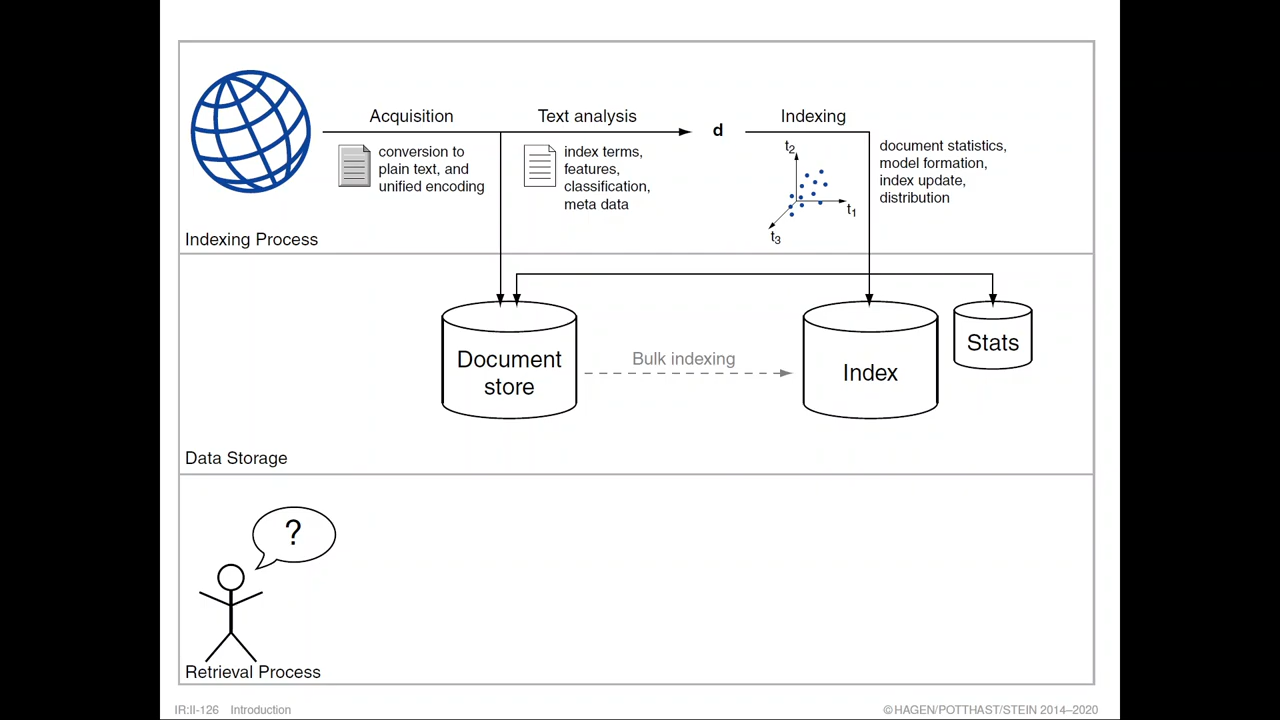 Acquisition
Text analysis
d
Indexing
conversion to
plain text, and
unified encoding
index terms,
features,
classification,
meta data
t2
t1
t3
document statistics,
model formation,
index update,
distribution
Indexing Process
Document
store
Bulk indexing
Index
Stats
Data Storage
?
Retrieval Process
IR:II-126 Introduction
©HAGEN/POTTHAST/STEIN 2014–2020